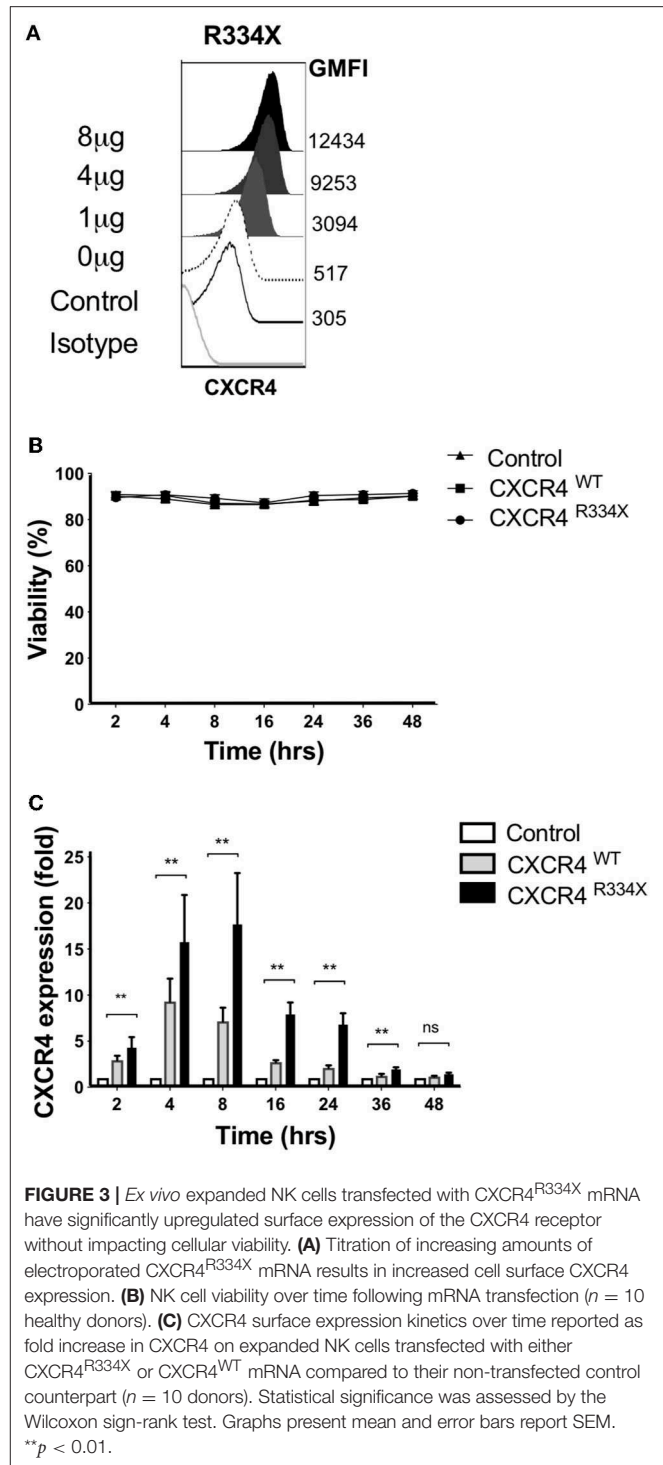 A
R334X
GMFI
8µg
12434
4µg
9253
1µg
3094
0µg
517
Control
305
Isotype
CXCR4
B
100
80
60
40
20
0
Viability (%)
2 4 8 16 24 36 48
Time (hrs)
Control
CXCR4 WT
CXCR4 R334X
C
25
20
15
10
5
0
CXCR4 expression (fold)
** ** ** ** ** ** ns
2 4 8 16 24 36 48
Time (hrs)
Control
CXCR4 WT
CXCR4 R334X
FIGURE 3 | Ex vivo expanded NK cells transfected with CXCR4R334X mRNA
have significantly upregulated surface expression of the CXCR4 receptor
without impacting cellular viability. (A) Titration of increasing amounts of
electroporated CXCR4R334X mRNA results in increased cell surface CXCR4
expression. (B) NK cell viability over time following mRNA transfection (n = 10
healthy donors). (C) CXCR4 surface expression kinetics over time reported as
fold increase in CXCR4 on expanded NK cells transfected with either
CXCR4R334X or CXCR4WT mRNA compared to their non-transfected control
counterpart (n = 10 donors). Statistical significance was assessed by the
Wilcoxon sign-rank test. Graphs present mean and error bars report SEM.
**p < 0.01.